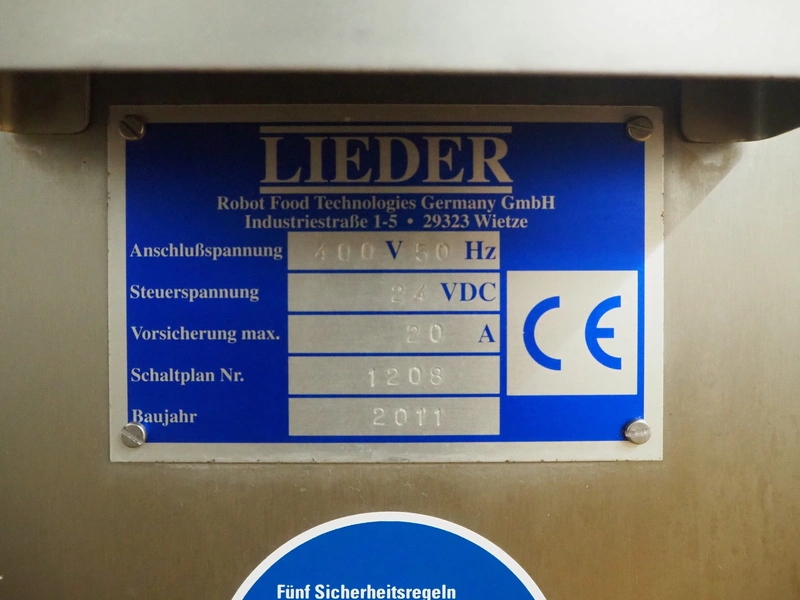 LIEDER
Robot Food Technologies Germany GmbH
Industriestraße 1-5 • 29323 Wietze
Anschlußspannung 400 V 50 Hz
Steuerspannung 24 VDC
Vorsicherung max. 20 A
Schaltplan Nr. 1208
Baujahr 2011
CE
Fünf Sicherheitsregeln